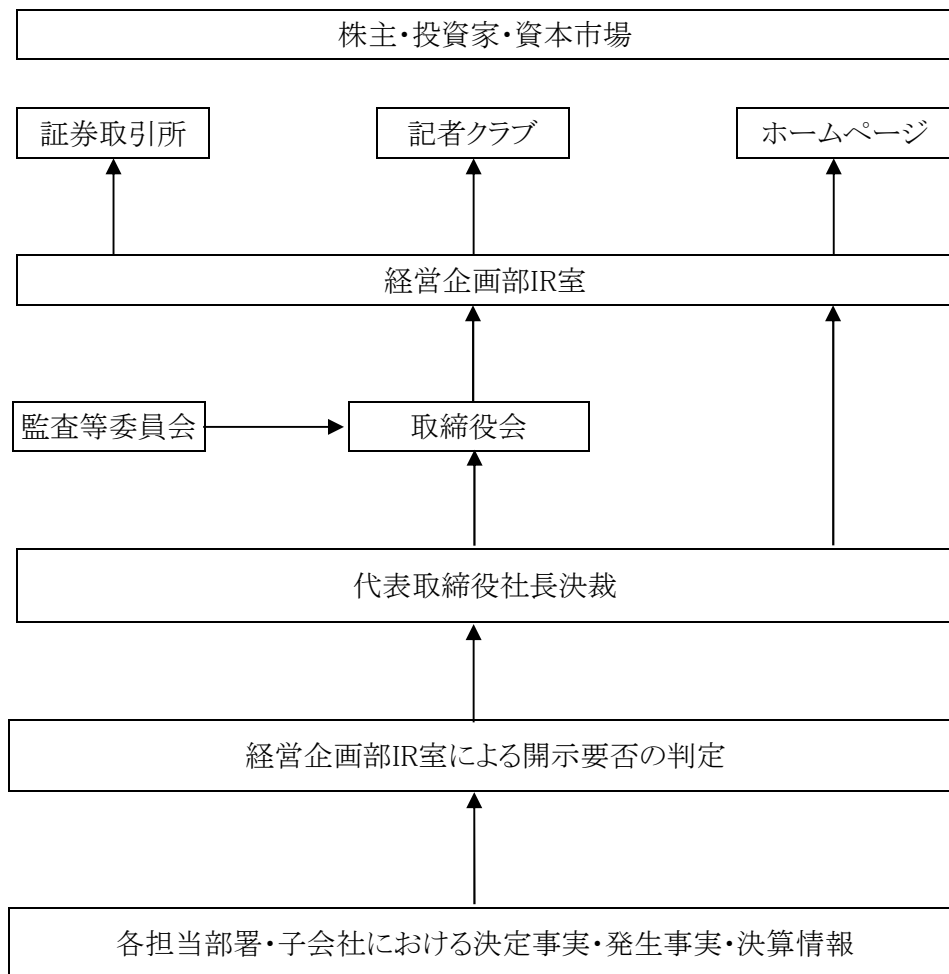 株主・投資家・資本市場
証券取引所
記者クラブ
ホームページ
経営企画部IR室
監査等委員会
取締役会
代表取締役社長決裁
経営企画部IR室による開示要否の判定
各担当部署・子会社における決定事実・発生事実・決算情報